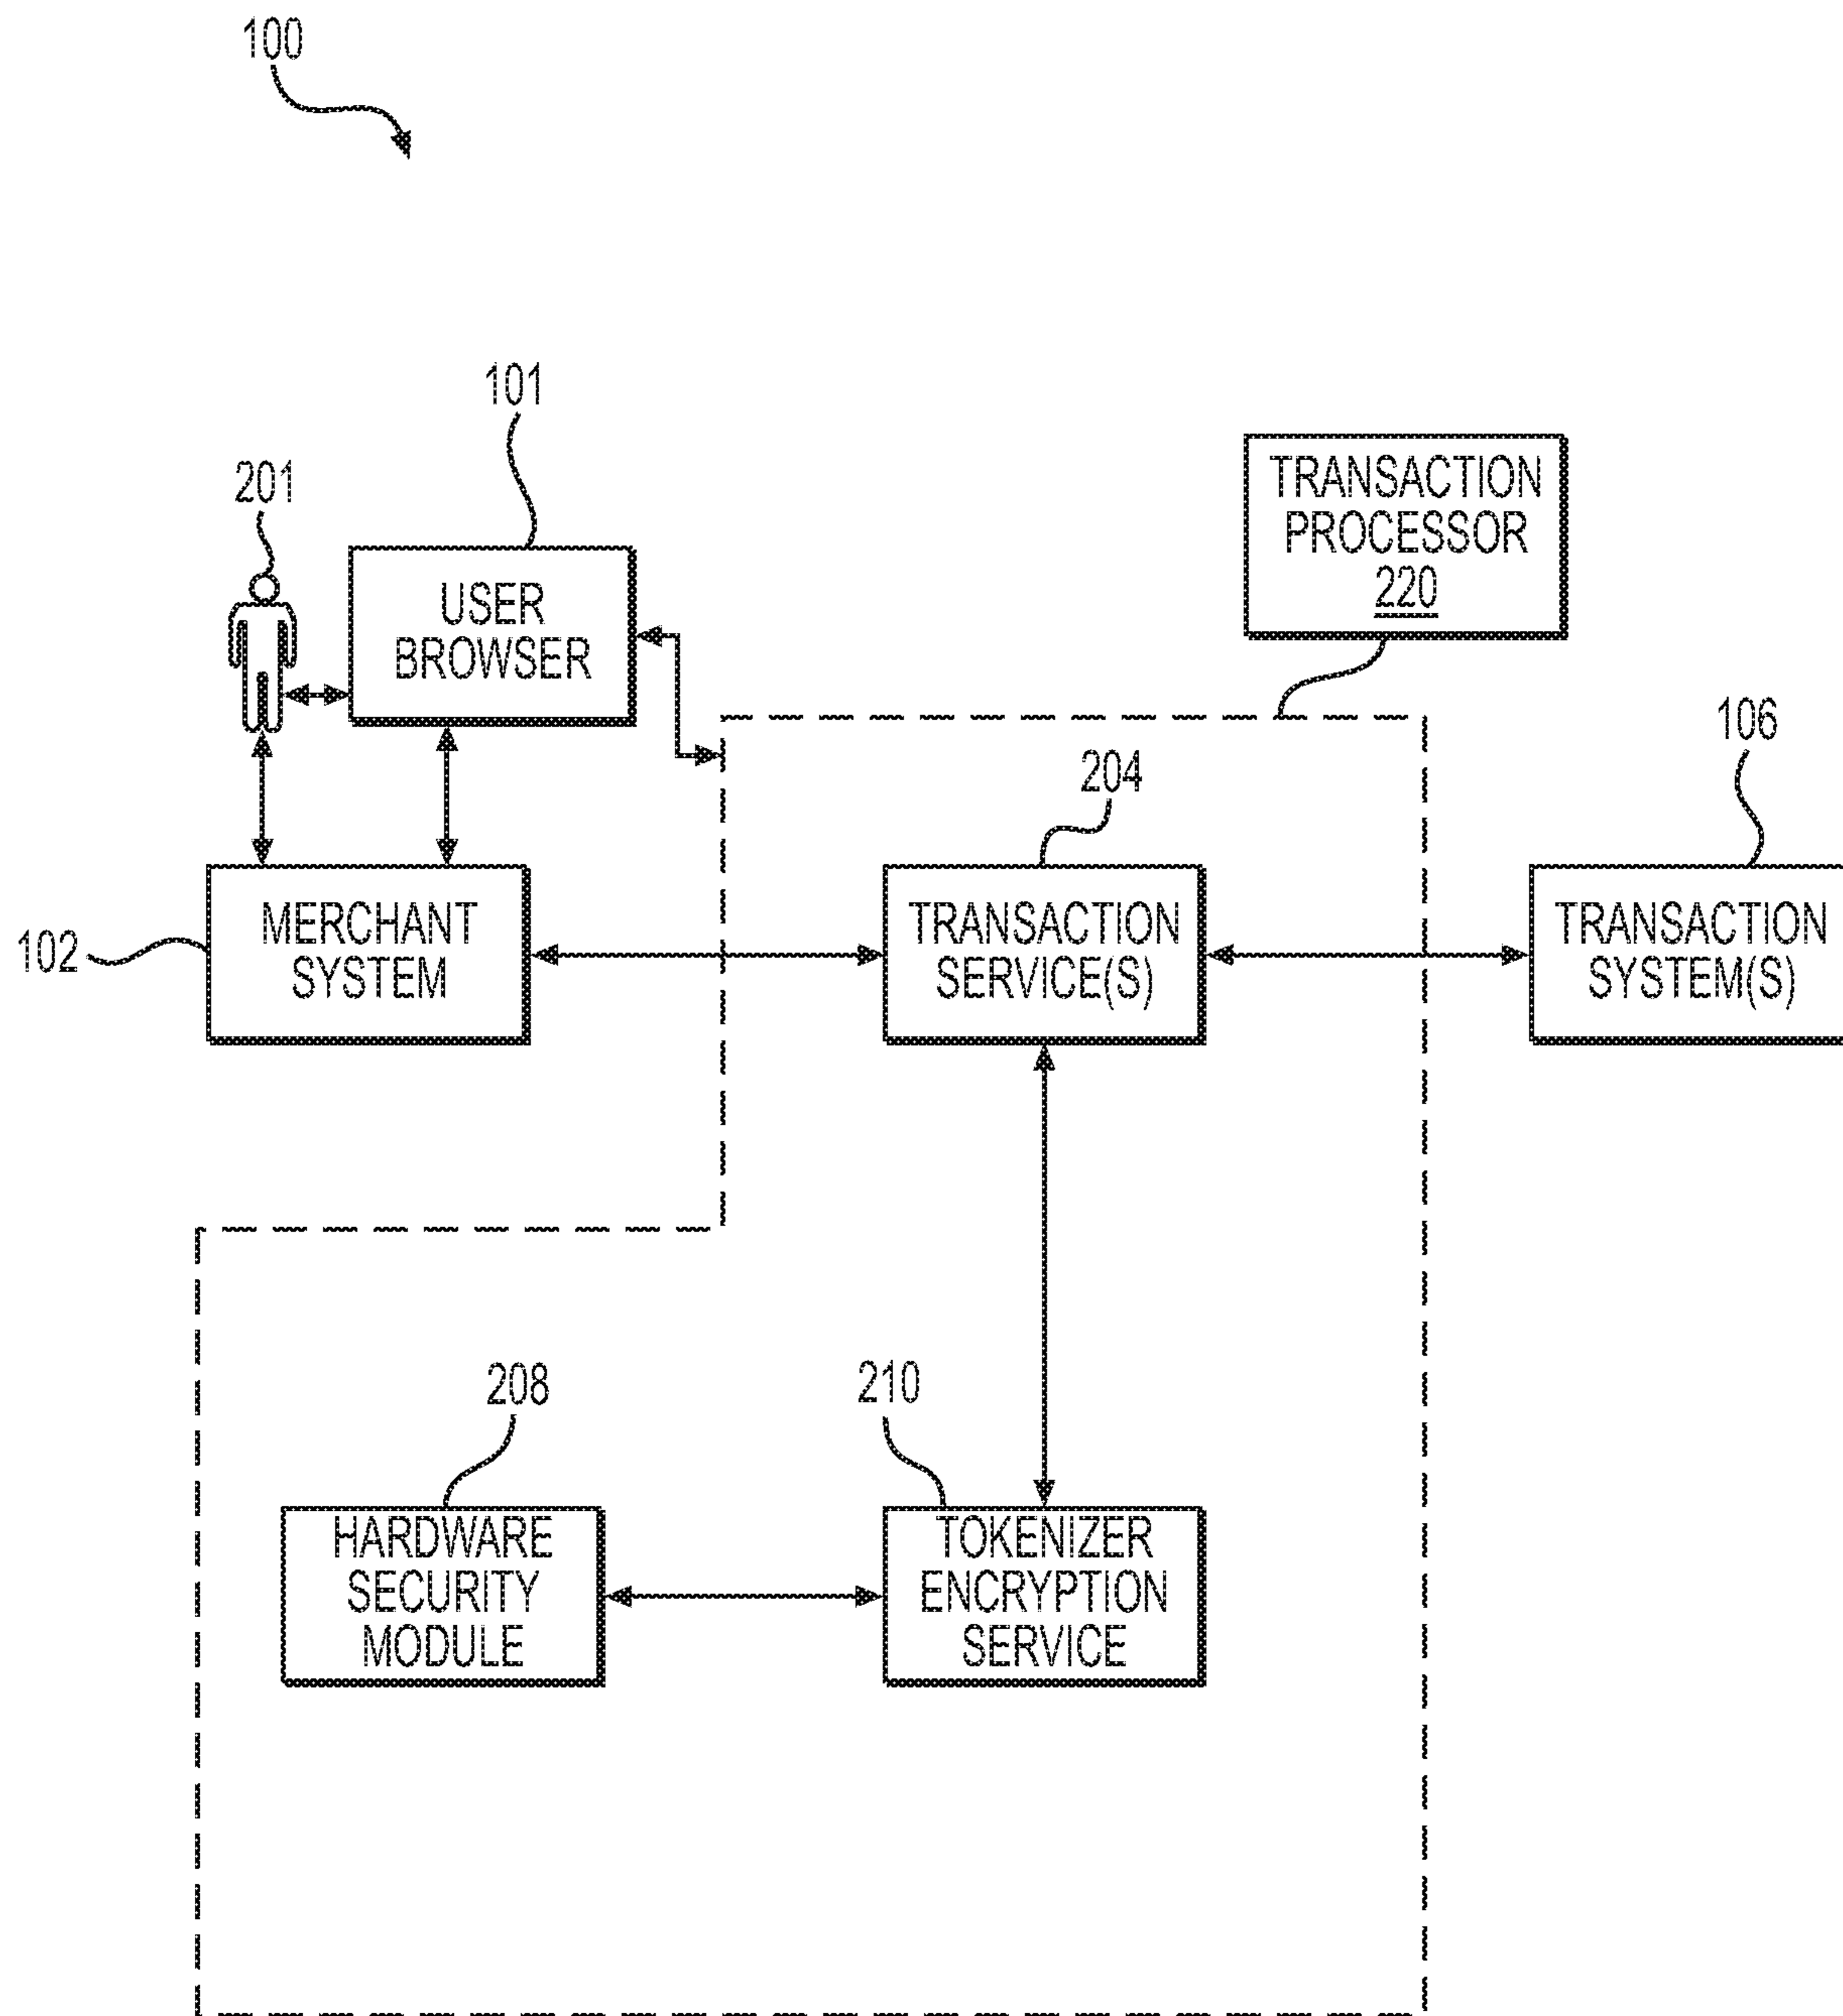 100
101
201
USER
BROWSER
TRANSACTION
PROCESSOR
220
106
204
102
MERCHANT
SYSTEM
TRANSACTION
SERVICE(S)
TRANSACTION
SYSTEM(S)
208
210
HARDWARE
SECURITY
MODULE
TOKENIZER
ENCRYPTION
SERVICE